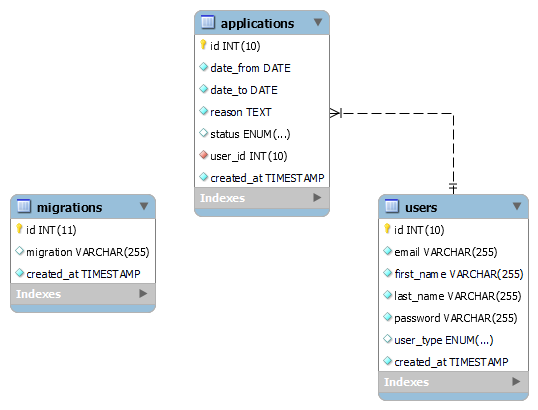 applications
id INT(10)
date_from DATE
date_to DATE
reason TEXT
status ENUM(...)
user_id INT(10)
created_at TIMESTAMP
Indexes
migrations
id INT(11)
migration VARCHAR(255)
created_at TIMESTAMP
Indexes
users
id INT(10)
email VARCHAR(255)
first_name VARCHAR(255)
last_name VARCHAR(255)
password VARCHAR(255)
user_type ENUM(...)
created_at TIMESTAMP
Indexes